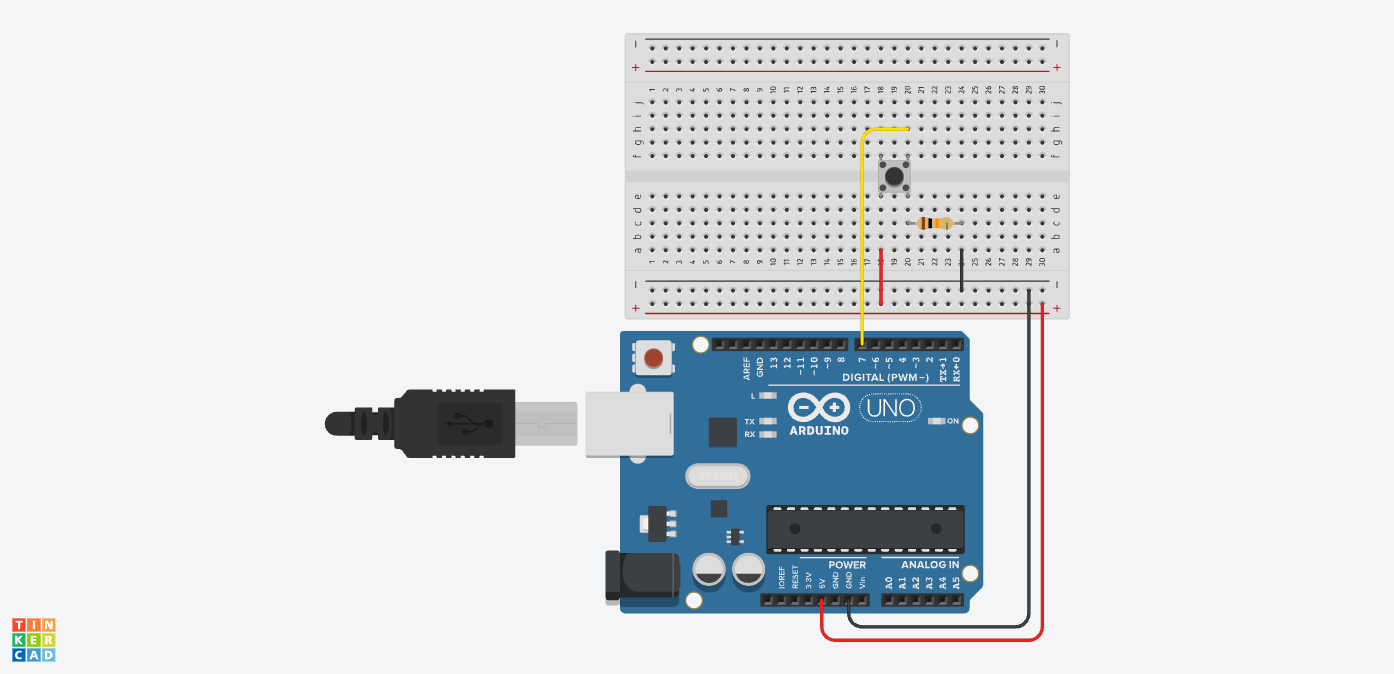 − −
+ +
1 2 3 4 5 6 7 8 9 10 11 12 13 14 15 16 17 18 19 20 21 22 23 24 25 26 27 28 29 30
j j
i i
h h
g g
f f
e e
d d
c c
b b
a a
1 2 3 4 5 6 7 8 9 10 11 12 13 14 15 16 17 19 20 21 22 23 25 26 27 28 29 30
− −
+ +
AREF GND 13 12 ~11 ~10 ~9 8 7 ~6 ~5 4 ~3 2 TX→1 RX←0
DIGITAL (PWM~)
L
TX
RX
ARDUINO
UNO
ON
POWER
ANALOG IN
IOREF RESET 3.3V 5V GND GND Vin A0 A1 A2 A3 A4 A5
TIN
KER
CAD